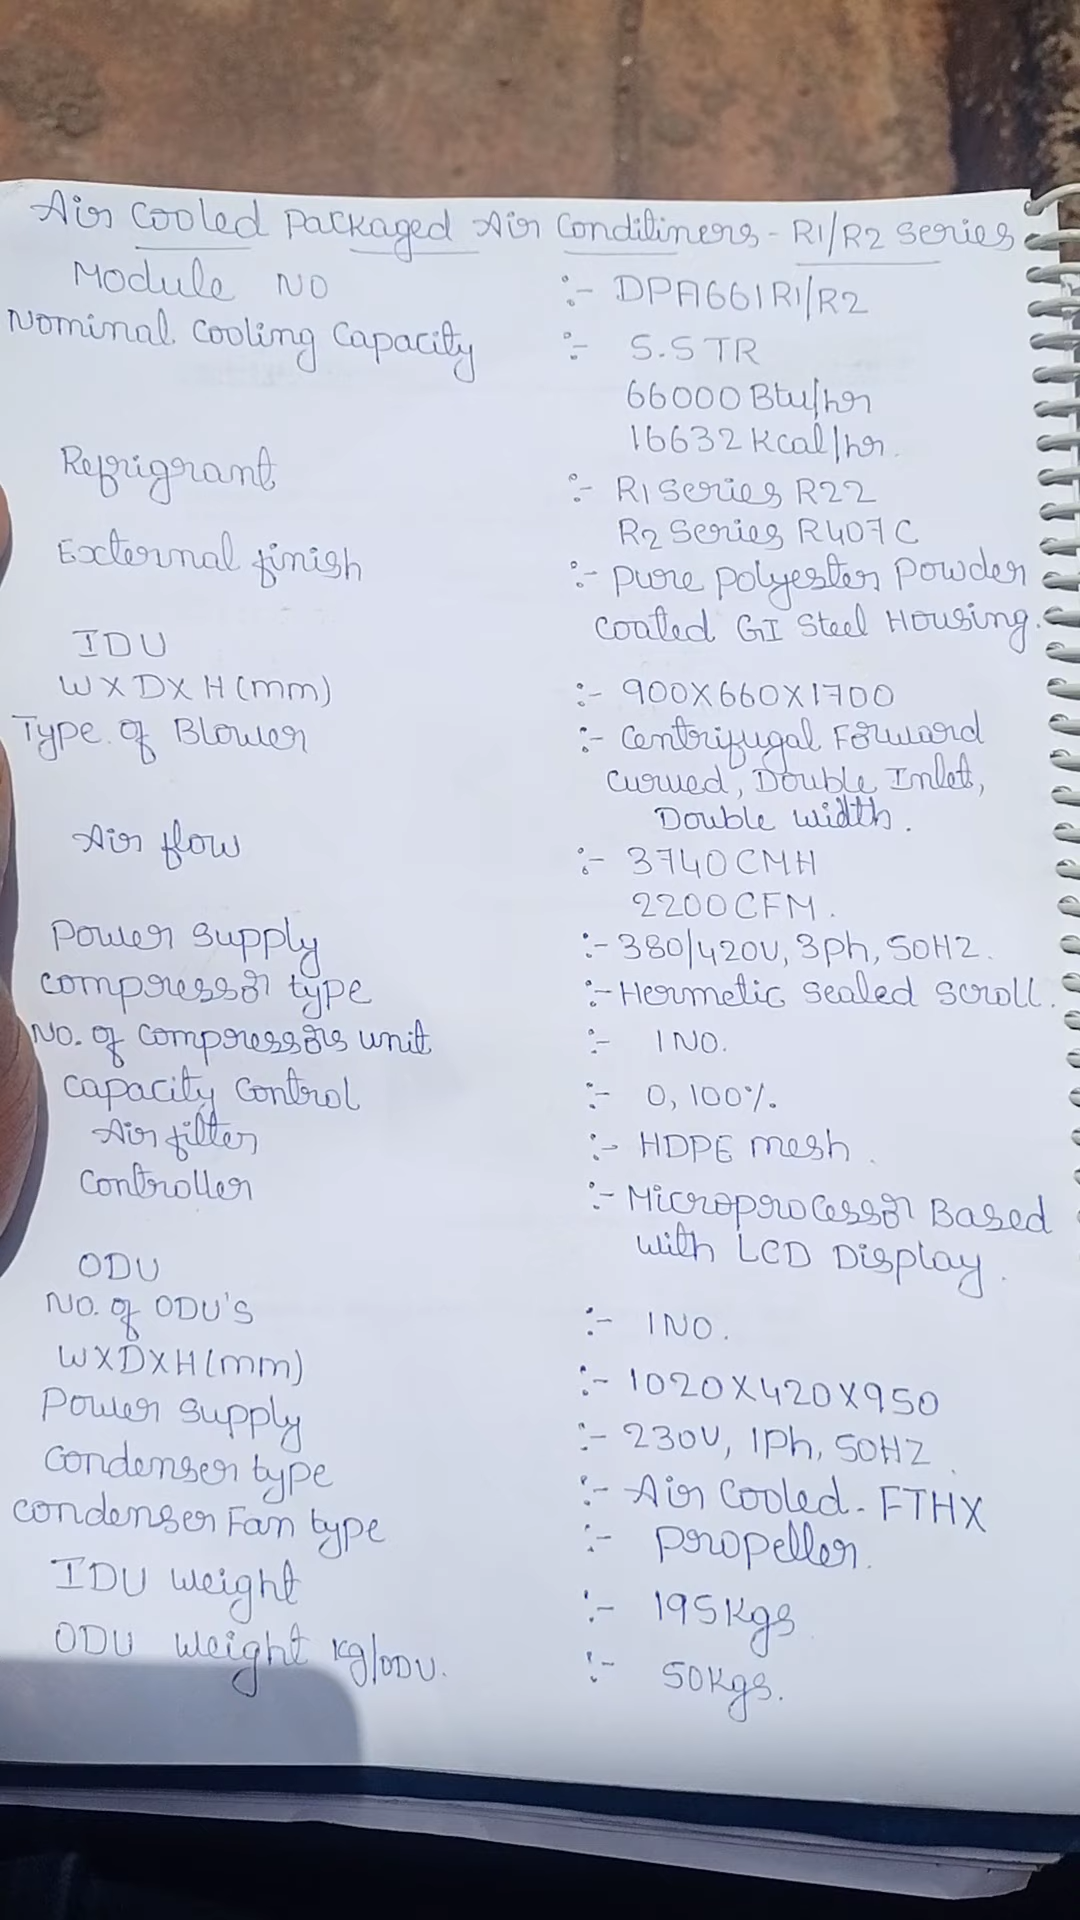 Air Cooled Packaged Air Condiliners - R1/R2 Series
Module NO :- DPA661R1/R2
Nominal Cooling Capacity :- 5.5 TR
66000 Btu/hr
16632 Kcal/hr.
Refrigrant :- R1 Series R22
R2 Series R407C
External finish :- Pure Polyester Powder
Coated GI Steel Housing.
IDU
WXDXH (mm) :- 900X660X1700
Type of Blower :- Centrifugal Forward
Curved, Double Inlet,
Double width.
Air flow :- 3740 CMH
2200 CFM.
Power Supply :- 380/420V, 3Ph, 50HZ.
Compressor type :- Hermetic Sealed Scroll.
NO. of Compressors unit :- 1 NO.
Capacity Control :- 0, 100%.
Air filter :- HDPE mesh.
Controller :- Microprocessor Based
with LCD Display.
ODU
NO. of ODU'S :- 1 NO.
WXDXH (mm) :- 1020X420X950
Power Supply :- 230V, 1Ph, 50HZ.
Condenser type :- Air Cooled - FTHX
Condenser Fan type :- Propeller.
IDU weight :- 195Kgs
ODU weight kg/ODU. :- 50Kgs.